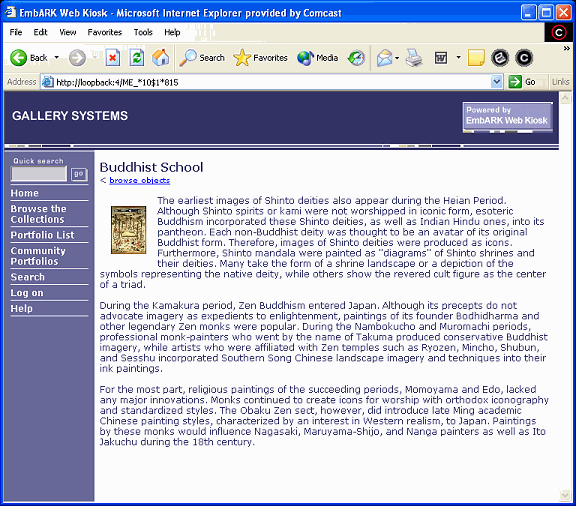 EmbARK Web Kiosk - Microsoft Internet Explorer provided by Comcast
File Edit View Favorites Tools Help
Back Search Favorites Media
Address http://loopback:4/ME_*10$1*815 Go Links
GALLERY SYSTEMS
Powered by
EmbARK Web Kiosk
Quick search
go
Home
Browse the
Collections
Portfolio List
Community
Portfolios
Search
Log on
Help
Buddhist School
< browse objects
The earliest images of Shinto deities also appear during the Heian Period.
Although Shinto spirits or kami were not worshipped in iconic form, esoteric
Buddhism incorporated these Shinto deities, as well as Indian Hindu ones, into its
pantheon. Each non-Buddhist deity was thought to be an avatar of its original
Buddhist form. Therefore, images of Shinto deities were produced as icons.
Furthermore, Shinto mandala were painted as "diagrams" of Shinto shrines and
their deities. Many take the form of a shrine landscape or a depiction of the
symbols representing the native deity, while others show the revered cult figure as the center
of a triad.
During the Kamakura period, Zen Buddhism entered Japan. Although its precepts do not
advocate imagery as expedients to enlightenment, paintings of its founder Bodhidharma and
other legendary Zen monks were popular. During the Nambokucho and Muromachi periods,
professional monk-painters who went by the name of Takuma produced conservative Buddhist
imagery, while artists who were affiliated with Zen temples such as Ryozen, Mincho, Shubun,
and Sesshu incorporated Southern Song Chinese landscape imagery and techniques into their
ink paintings.
For the most part, religious paintings of the succeeding periods, Momoyama and Edo, lacked
any major innovations. Monks continued to create icons for worship with orthodox iconography
and standardized styles. The Obaku Zen sect, however, did introduce late Ming academic
Chinese painting styles, characterized by an interest in Western realism, to Japan. Paintings
by these monks would influence Nagasaki, Maruyama-Shijo, and Nanga painters as well as Ito
Jakuchu during the 18th century.